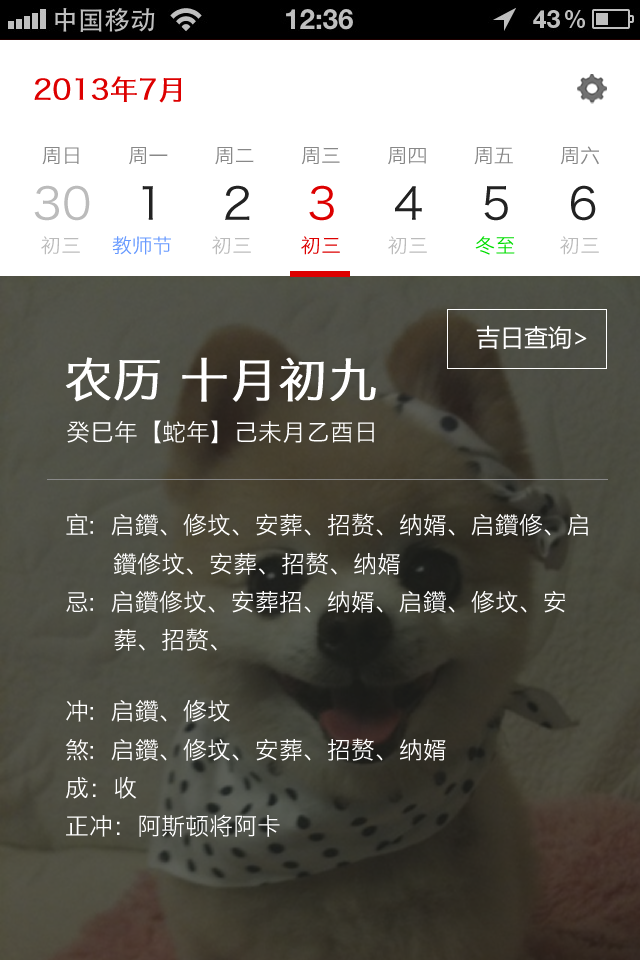 中国移动 12:36 43%
2013年7月
周日 周一 周二 周三 周四 周五 周六
30 1 2 3 4 5 6
初三 教师节 初三 初三 初三 冬至 初三
吉日查询>
农历 十月初九
癸巳年【蛇年】己未月乙酉日
宜: 启鑽、修坟、安葬、招赘、纳婿、启鑽修、启
鑽修坟、安葬、招赘、纳婿
忌: 启鑽修坟、安葬招、纳婿、启鑽、修坟、安
葬、招赘、
冲: 启鑽、修坟
煞: 启鑽、修坟、安葬、招赘、纳婿
成: 收
正冲: 阿斯顿将阿卡